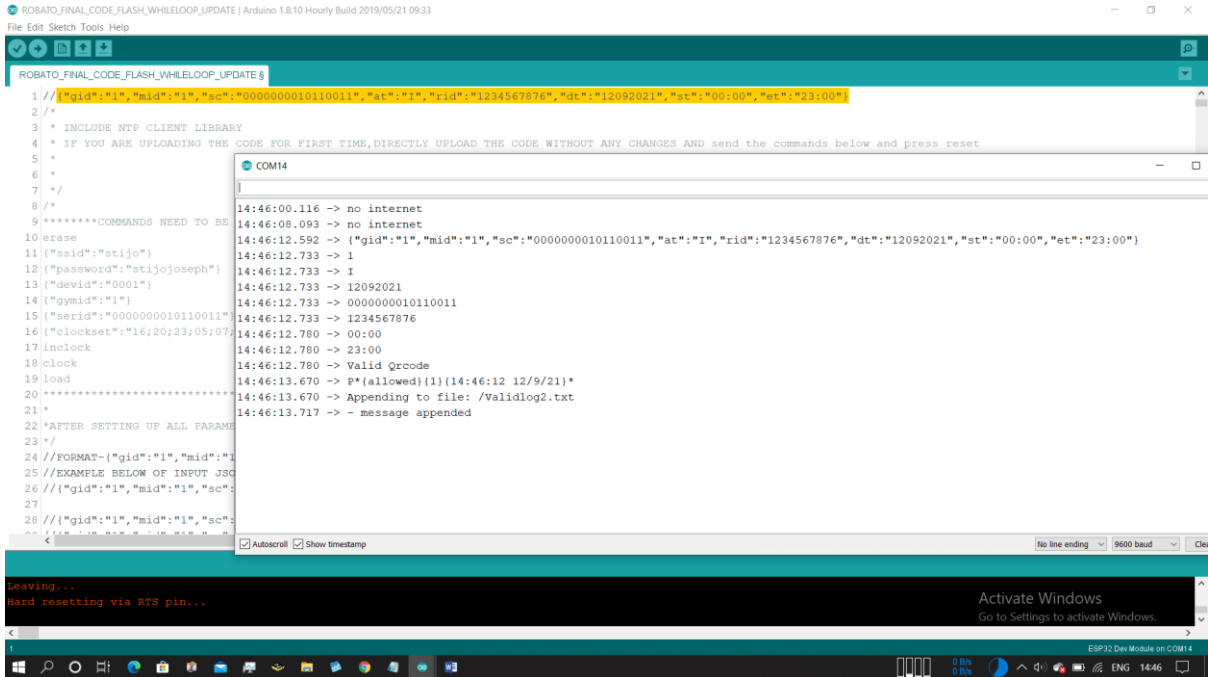 ROBATO_FINAL_CODE_FLASH_WHILELOOP_UPDATE | Arduino 1.8.10 Hourly Build 2019/05/21 09:33
File Edit Sketch Tools Help
ROBATO_FINAL_CODE_FLASH_WHILELOOP_UPDATE §
1 //{"gid":"1","mid":"1","sc":"0000000010110011","at":"I","rid":"1234567876","dt":"12092021","st":"00:00","et":"23:00"}
2 /*
3 * INCLUDE NTP CLIENT LIBRARY
4 * IF YOU ARE UPLOADING THE CODE FOR FIRST TIME,DIRECTLY UPLOAD THE CODE WITHOUT ANY CHANGES AND send the commands below and press reset
5 *
6 *
7 */
8 /*
9 ********COMMANDS NEED TO BE
10 erase
11 {"ssid":"stijo"}
12 {"password":"stijojoseph"}
13 {"devid":"0001"}
14 {"gymid":"1"}
15 {"serid":"0000000010110011"}
16 {"clockset":"16;20;23;05;07;
17 inclock
18 clock
19 load
20 *****************************
21 *
22 *AFTER SETTING UP ALL PARAME
23 */
24 //FORMAT-{"gid":"1","mid":"1
25 //EXAMPLE BELOW OF INPUT JSO
26 //{"gid":"1","mid":"1","sc":
27
28 //{"gid":"1","mid":"1","sc":
COM14
14:46:00.116 -> no internet
14:46:08.093 -> no internet
14:46:12.592 -> {"gid":"1","mid":"1","sc":"0000000010110011","at":"I","rid":"1234567876","dt":"12092021","st":"00:00","et":"23:00"}
14:46:12.733 -> 1
14:46:12.733 -> I
14:46:12.733 -> 12092021
14:46:12.733 -> 0000000010110011
14:46:12.733 -> 1234567876
14:46:12.780 -> 00:00
14:46:12.780 -> 23:00
14:46:12.780 -> Valid Qrcode
14:46:13.670 -> P*{allowed}{1}{14:46:12 12/9/21}*
14:46:13.670 -> Appending to file: /Validlog2.txt
14:46:13.717 -> - message appended
Autoscroll Show timestamp No line ending 9600 baud Clea
Leaving...
Hard resetting via RTS pin...
Activate Windows
Go to Settings to activate Windows.
1 ESP32 Dev Module on COM14
0 B/s
0 B/s
ENG 14:46